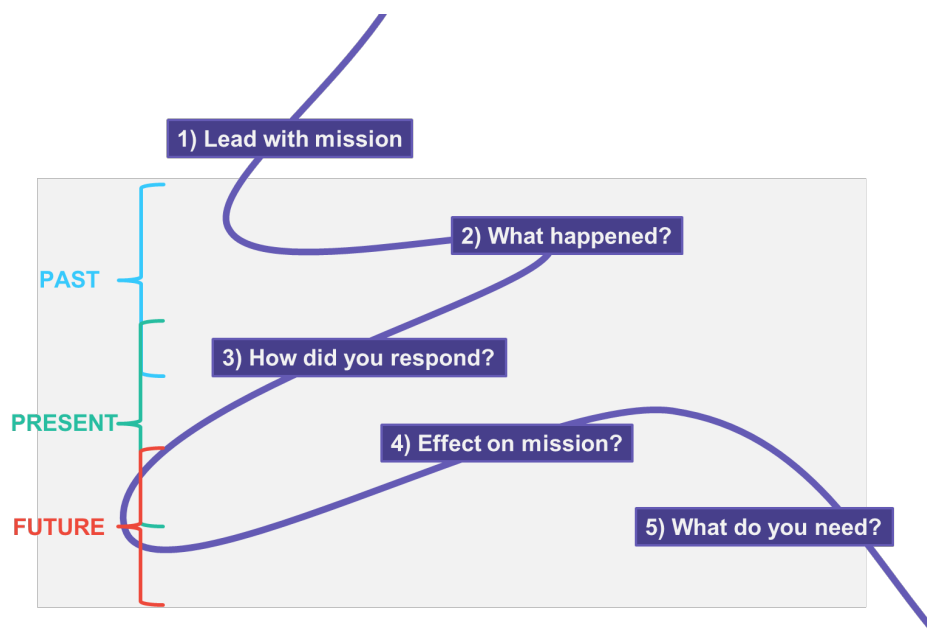 1) Lead with mission
2) What happened?
PAST
3) How did you respond?
PRESENT
4) Effect on mission?
FUTURE
5) What do you need?